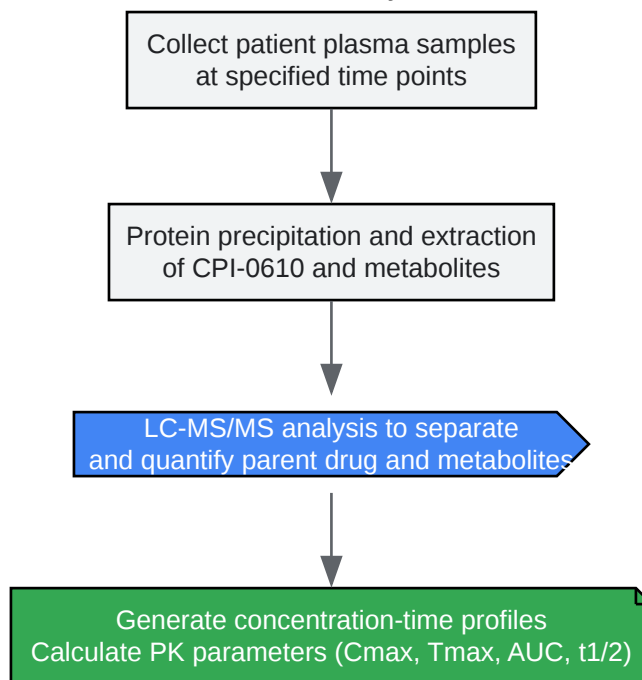 Collect patient plasma samples
at specified time points
Protein precipitation and extraction
of CPI-0610 and metabolites
LC-MS/MS analysis to separate
and quantify parent drug and metabolites
Generate concentration-time profiles
Calculate PK parameters (Cmax, Tmax, AUC, t1/2)